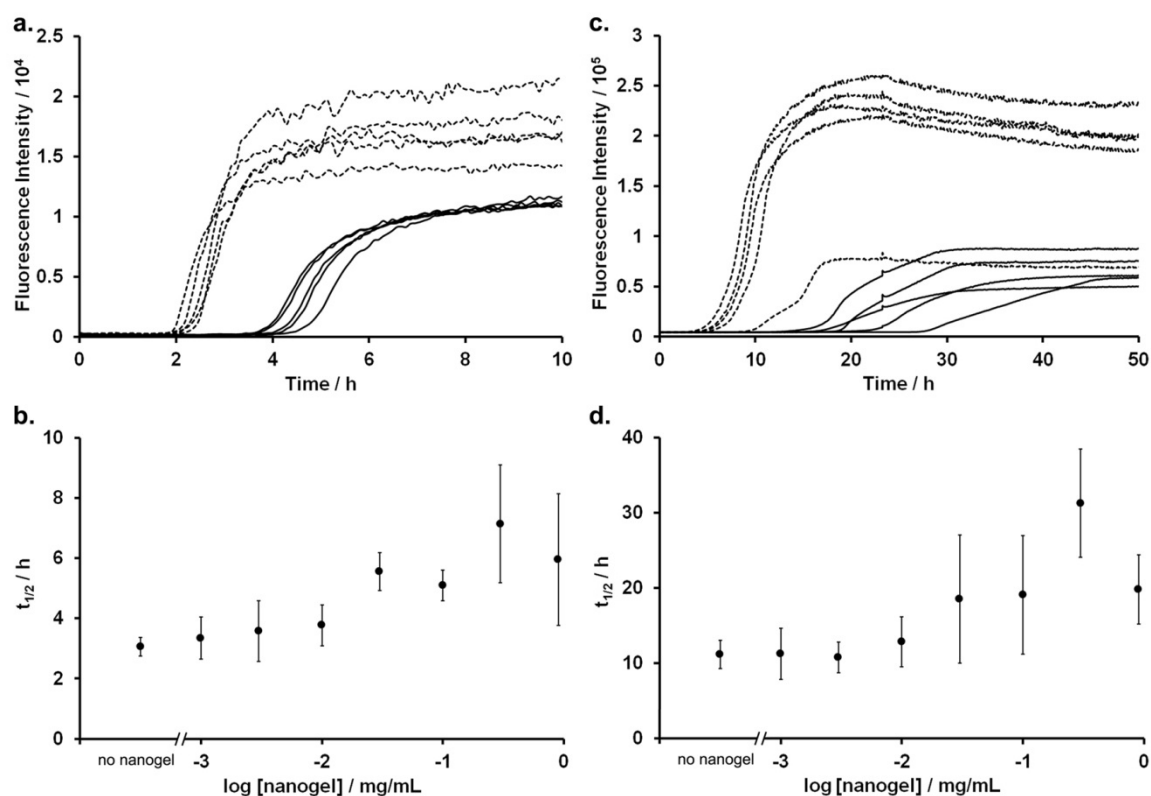 a.
Fluorescence Intensity / 10⁴
2.5
2
1.5
1
0.5
0
0 2 4 6 8 10
Time / h
c.
Fluorescence Intensity / 10⁵
3
2.5
2
1.5
1
0.5
0
0 10 20 30 40 50
Time / h
b.
t1/2 / h
10
8
6
4
2
0
no nanogel -3 -2 -1 0
log [nanogel] / mg/mL
d.
t1/2 / h
40
30
20
10
0
no nanogel -3 -2 -1 0
log [nanogel] / mg/mL